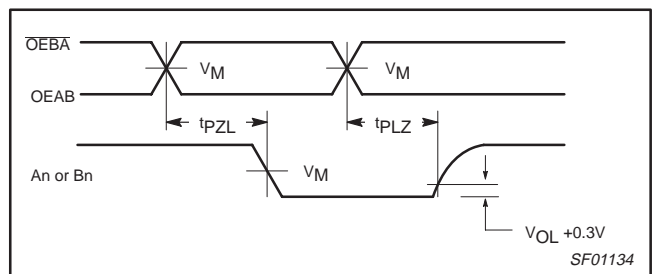 OEBA
VM VM
OEAB
tPZL tPLZ
An or Bn VM
VOL +0.3V
SF01134